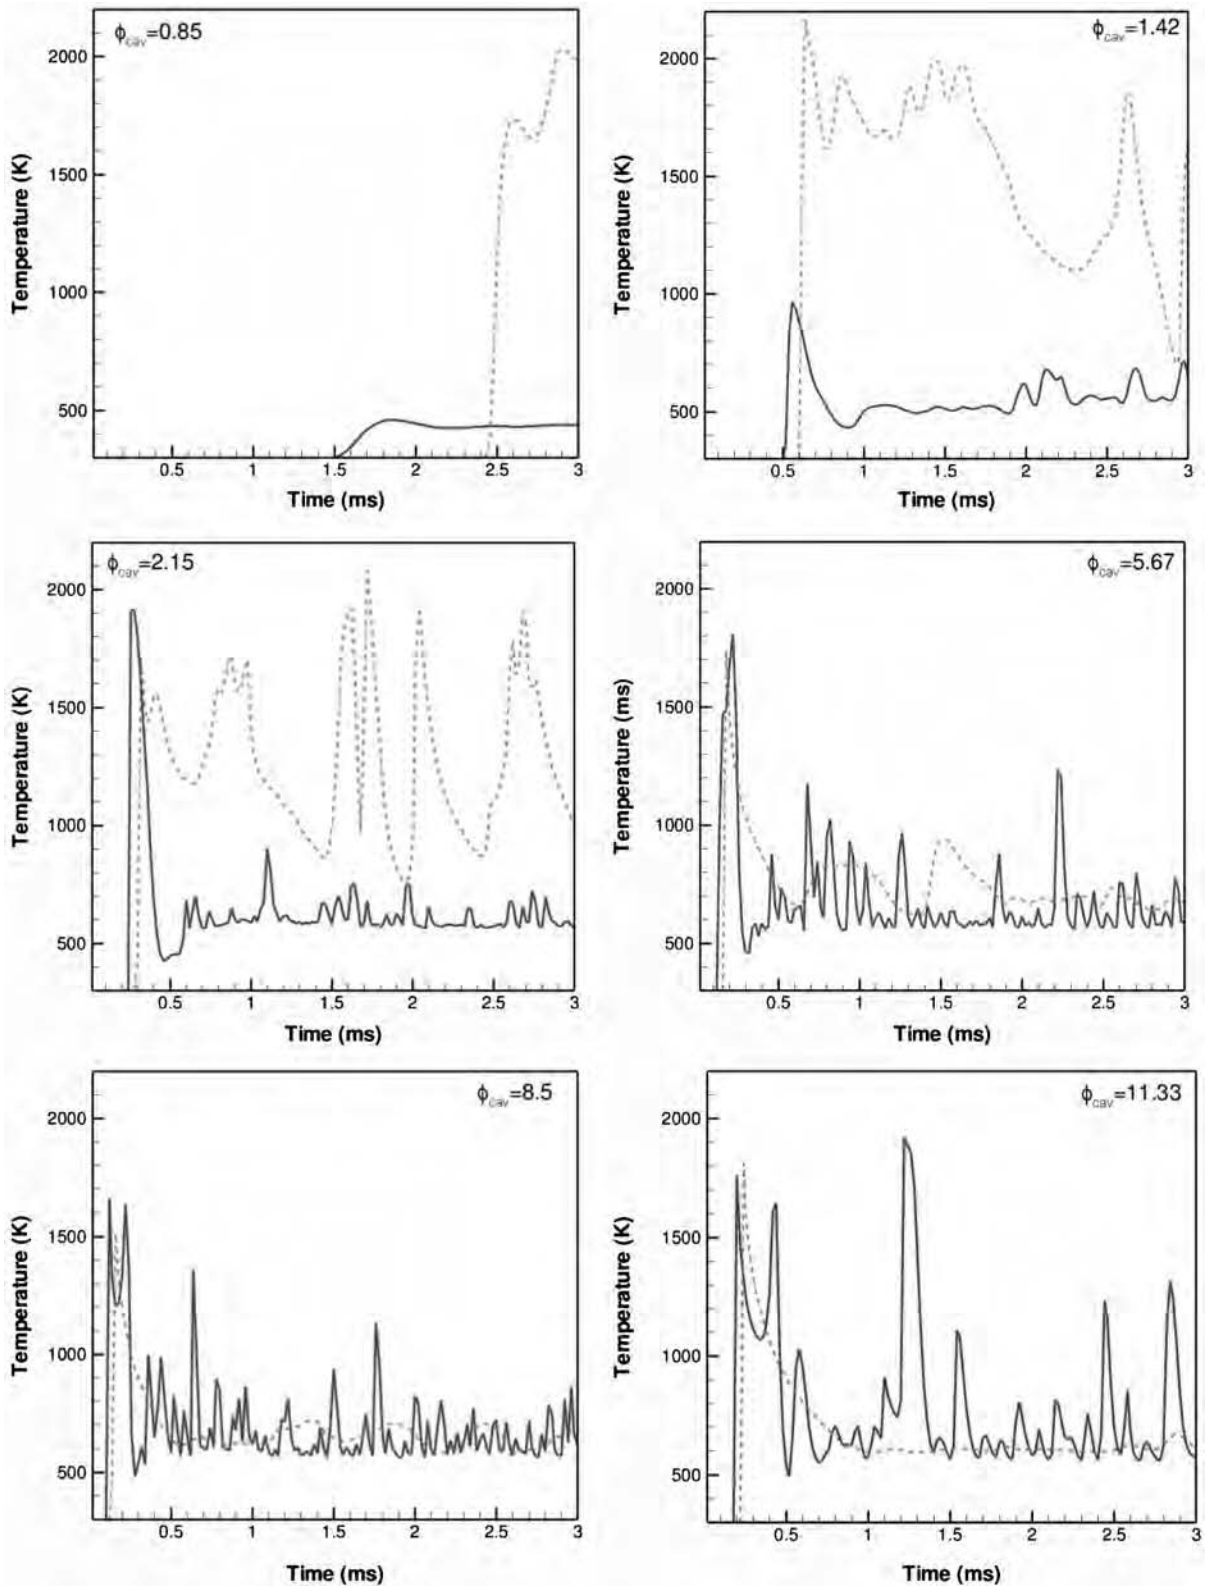 ϕcav=0.85
2000
1500
1000
500
Temperature (K)
0.5 1 1.5 2 2.5 3
Time (ms)
ϕcav=1.42
2000
1500
1000
500
Temperature (K)
0.5 1 1.5 2 2.5 3
Time (ms)
ϕcav=2.15
2000
1500
1000
500
Temperature (K)
0.5 1 1.5 2 2.5 3
Time (ms)
ϕcav=5.67
2000
1500
1000
500
Temperature (ms)
0.5 1 1.5 2 2.5 3
Time (ms)
ϕcav=8.5
2000
1500
1000
500
Temperature (K)
0.5 1 1.5 2 2.5 3
Time (ms)
ϕcav=11.33
2000
1500
1000
500
Temperature (K)
0.5 1 1.5 2 2.5 3
Time (ms)